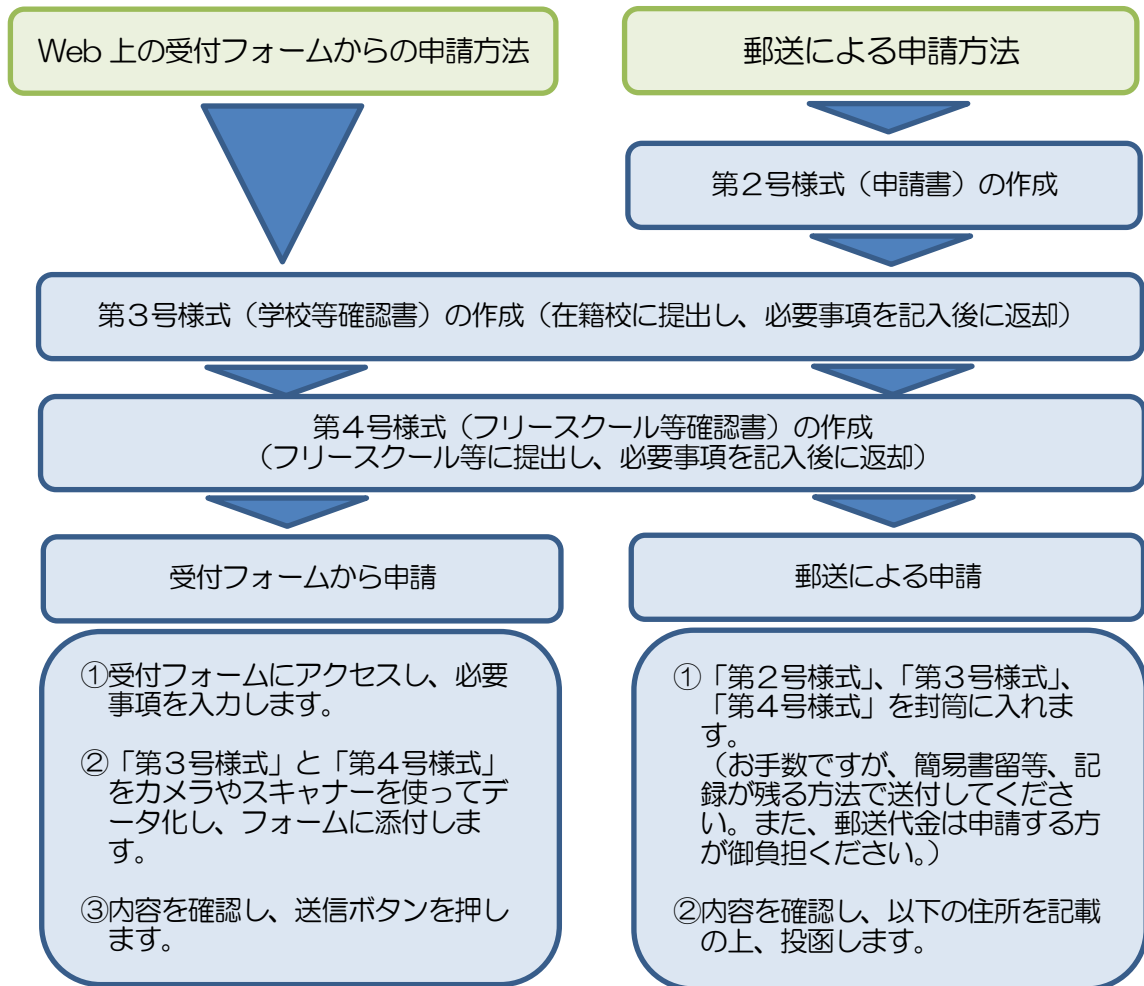 Web 上の受付フォームからの申請方法
郵送による申請方法
第2号様式（申請書）の作成
第3号様式（学校等確認書）の作成（在籍校に提出し、必要事項を記入後に返却）
第4号様式（フリースクール等確認書）の作成
（フリースクール等に提出し、必要事項を記入後に返却）
受付フォームから申請
①受付フォームにアクセスし、必要
事項を入力します。
②「第3号様式」と「第4号様式」
をカメラやスキャナーを使ってデ
ータ化し、フォームに添付しま
す。
③内容を確認し、送信ボタンを押し
ます。
郵送による申請
①「第2号様式」、「第3号様式」、
「第4号様式」を封筒に入れま
す。
（お手数ですが、簡易書留等、記
録が残る方法で送付してくださ
い。また、郵送代金は申請する方
が御負担ください。）
②内容を確認し、以下の住所を記載
の上、投函します。